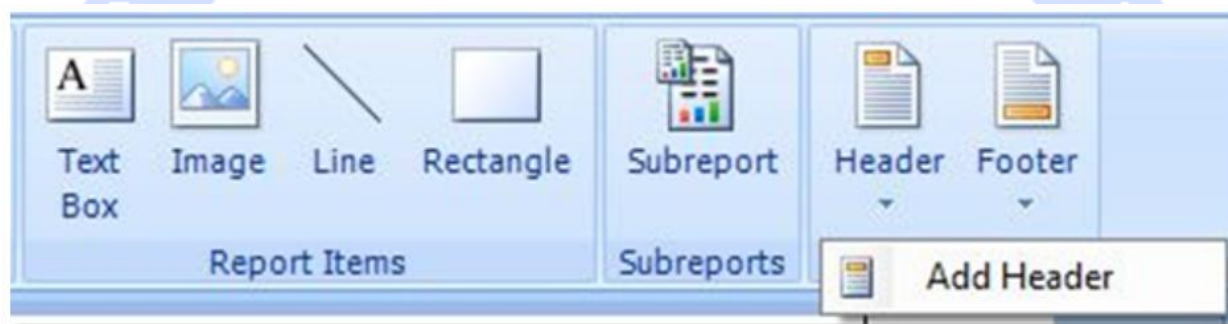 A
Text Box
Image
Line
Rectangle
Report Items
Subreport
Subreports
Header
Footer
Add Header